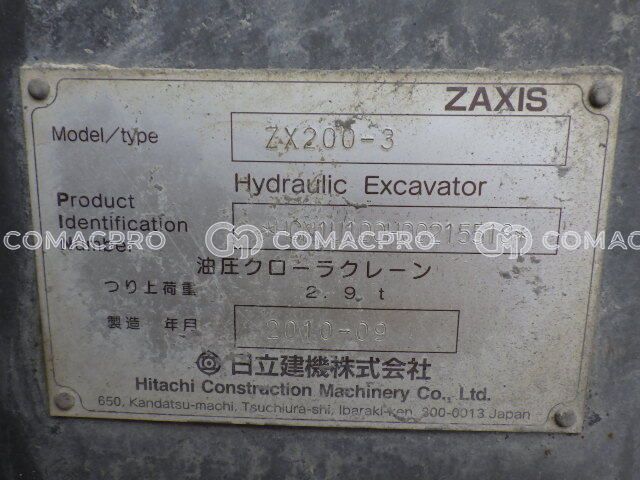 ZAXIS
Model/type ZX200-3
Hydraulic Excavator
Product
Identification
Number
COMACPRO COMACPRO COMACPRO
油圧クローラクレーン
つり上荷重 2.9 t
製造 年月 2010-09
日立建機株式会社
Hitachi Construction Machinery Co., Ltd.
650, Kandatsu-machi, Tsuchiura-shi, Ibaraki-ken, 300-0013 Japan